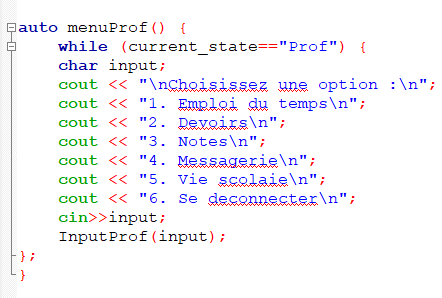 auto menuProf() {
while (current_state=="Prof") {
char input;
cout << "\nChoisissez une option :\n";
cout << "1. Emploi du temps\n";
cout << "2. Devoirs\n";
cout << "3. Notes\n";
cout << "4. Messagerie\n";
cout << "5. Vie scolaie\n";
cout << "6. Se deconnecter\n";
cin>>input;
InputProf(input);
};
}